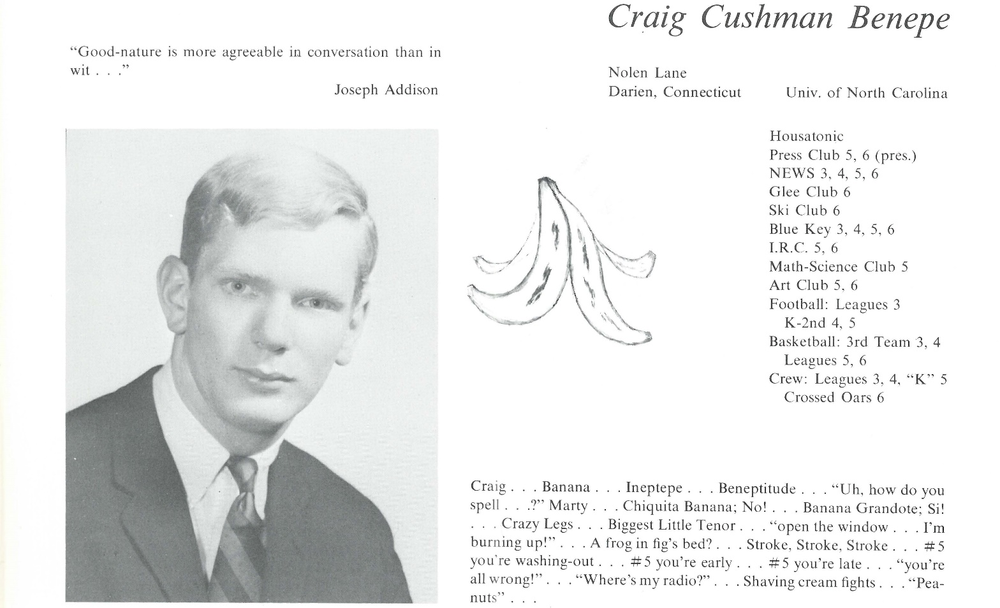 Craig Cushman Benepe
“Good-nature is more agreeable in conversation than in
wit . . .”
Joseph Addison
Nolen Lane
Darien, Connecticut
Univ. of North Carolina
Housatonic
Press Club 5, 6 (pres.)
NEWS 3, 4, 5, 6
Glee Club 6
Ski Club 6
Blue Key 3, 4, 5, 6
I.R.C. 5, 6
Math-Science Club 5
Art Club 5, 6
Football: Leagues 3
K-2nd 4, 5
Basketball: 3rd Team 3, 4
Leagues 5, 6
Crew: Leagues 3, 4, “K” 5
Crossed Oars 6
Craig . . . Banana . . . Ineptepe . . . Beneptitude . . . “Uh, how do you
spell . . .?” Marty . . . Chiquita Banana; No! . . . Banana Grandote; Si!
. . . Crazy Legs . . . Biggest Little Tenor . . . “open the window . . . I'm
burning up!” . . . A frog in fig's bed? . . . Stroke, Stroke, Stroke . . . #5
you're washing-out . . . #5 you're early . . . #5 you're late . . . “you're
all wrong!” . . . “Where's my radio?” . . . Shaving cream fights . . . “Pea-
nuts” . . .